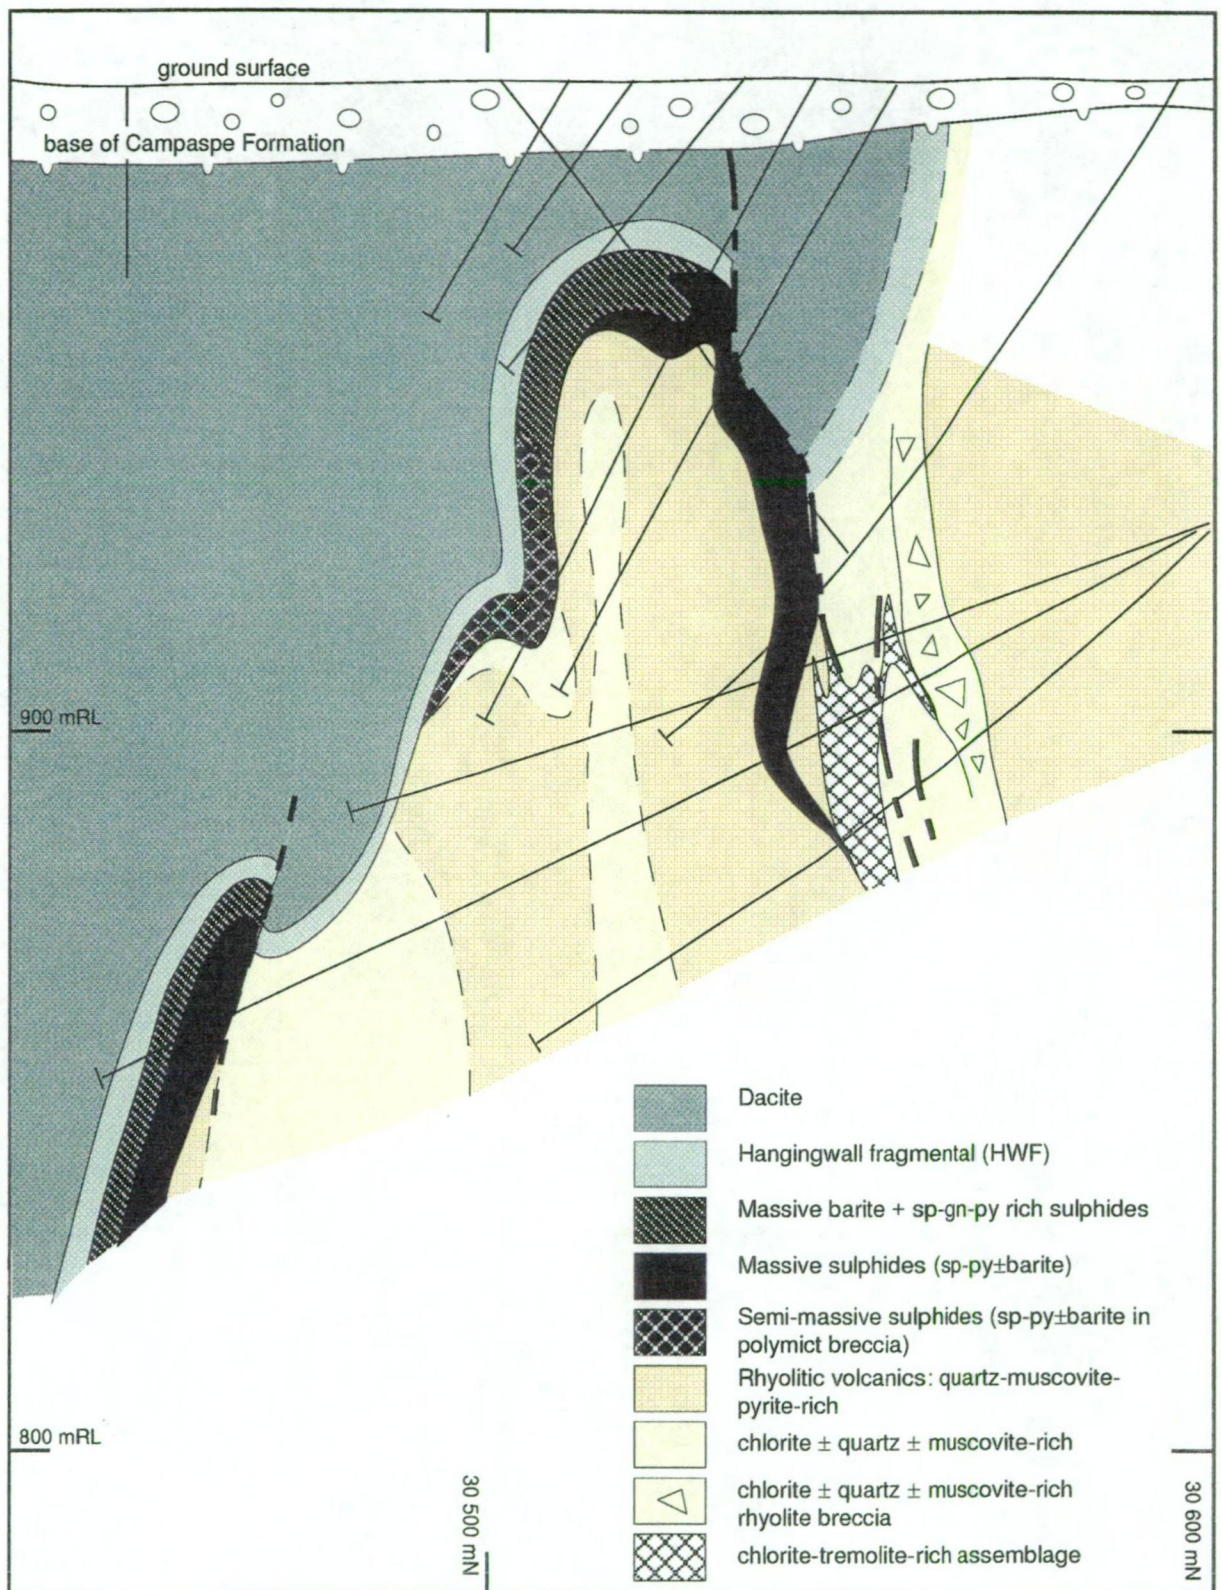 ground surface
base of Campaspe Formation
900 mRL
Dacite
Hangingwall fragmental (HWF)
Massive barite + sp-gn-py rich sulphides
Massive sulphides (sp-py±barite)
Semi-massive sulphides (sp-py±barite in
polymict breccia)
Rhyolitic volcanics: quartz-muscovite-
pyrite-rich
800 mRL
chlorite ± quartz ± muscovite-rich
chlorite ± quartz ± muscovite-rich
rhyolite breccia
chlorite-tremolite-rich assemblage
30 500 mN
30 600 mN